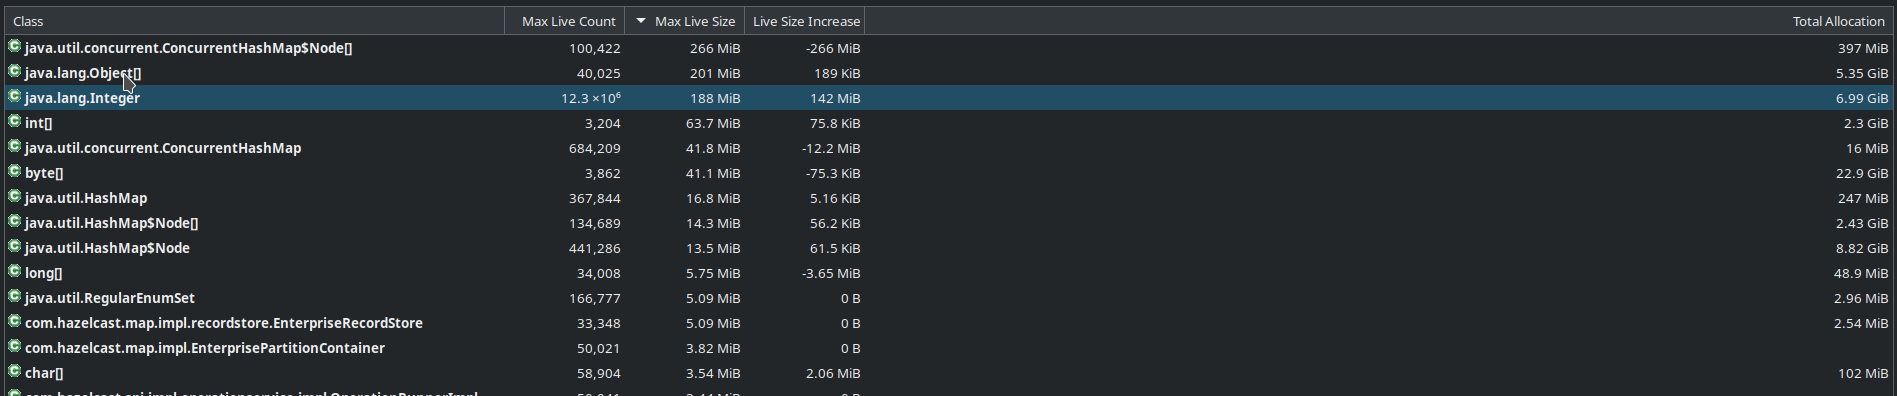 Class Max Live Count Max Live Size Live Size Increase Total Allocation
C java.util.concurrent.ConcurrentHashMap$Node[] 100,422 266 MiB -266 MiB 397 MiB
C java.lang.Object[] 40,025 201 MiB 189 KiB 5.35 GiB
C java.lang.Integer 12.3 ×10⁶ 188 MiB 142 MiB 6.99 GiB
C int[] 3,204 63.7 MiB 75.8 KiB 2.3 GiB
C java.util.concurrent.ConcurrentHashMap 684,209 41.8 MiB -12.2 MiB 16 MiB
C byte[] 3,862 41.1 MiB -75.3 KiB 22.9 GiB
C java.util.HashMap 367,844 16.8 MiB 5.16 KiB 247 MiB
C java.util.HashMap$Node[] 134,689 14.3 MiB 56.2 KiB 2.43 GiB
C java.util.HashMap$Node 441,286 13.5 MiB 61.5 KiB 8.82 GiB
C long[] 34,008 5.75 MiB -3.65 MiB 48.9 MiB
C java.util.RegularEnumSet 166,777 5.09 MiB 0 B 2.96 MiB
C com.hazelcast.map.impl.recordstore.EnterpriseRecordStore 33,348 5.09 MiB 0 B 2.54 MiB
C com.hazelcast.map.impl.EnterprisePartitionContainer 50,021 3.82 MiB 0 B
C char[] 58,904 3.54 MiB 2.06 MiB 102 MiB